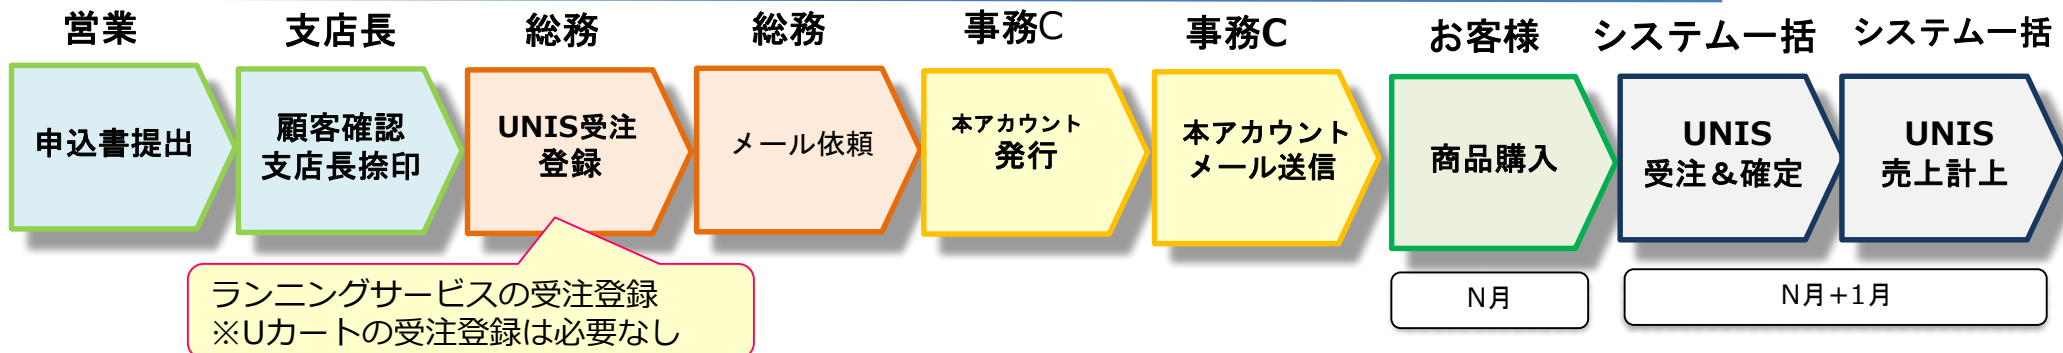 営業
支店長
総務
総務
事務C
事務C
お客様
システム一括
システム一括
申込書提出
顧客確認
支店長捺印
UNIS受注
登録
メール依頼
本アカウント
発行
本アカウント
メール送信
商品購入
UNIS
受注＆確定
UNIS
売上計上
ランニングサービスの受注登録
※Uカートの受注登録は必要なし
N月
N月+1月